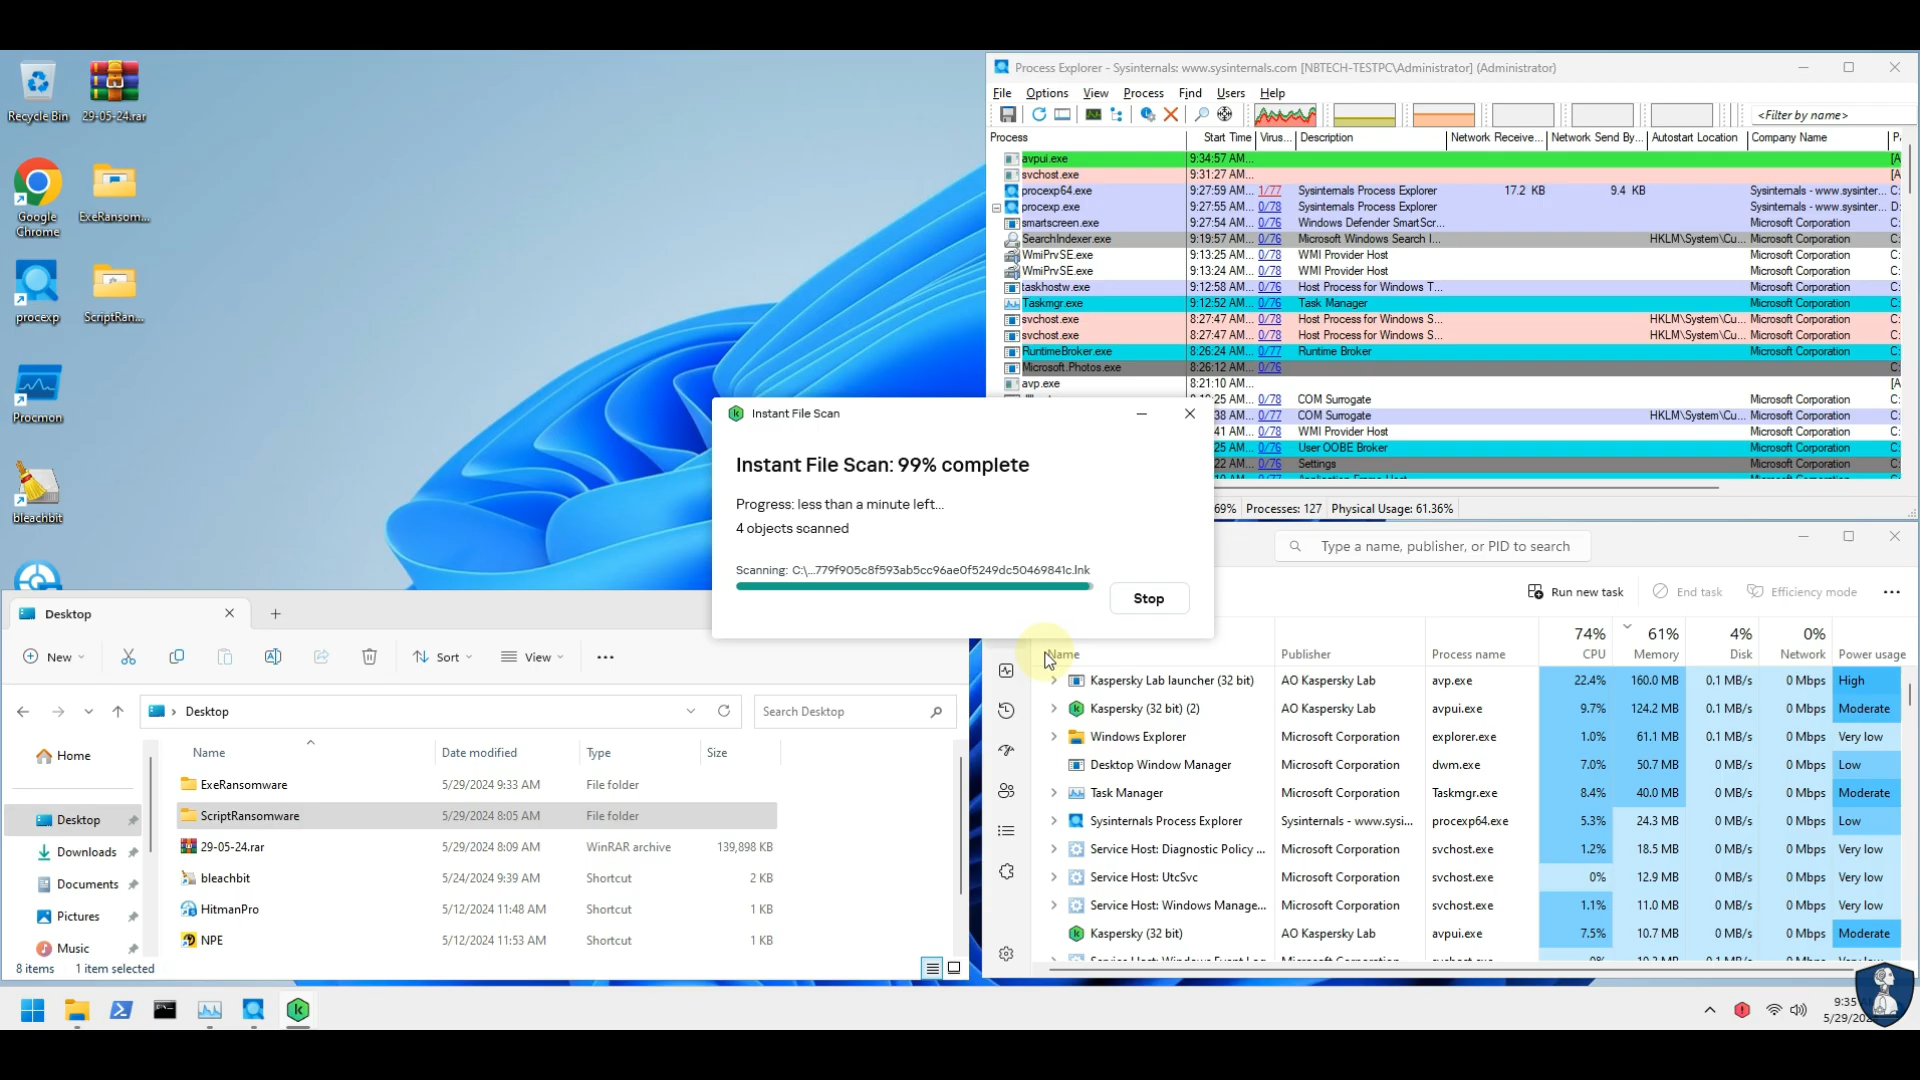 Recycle Bin
29-05-24.rar
Google Chrome
ExeRansom...
procexp
ScriptRan...
Procmon
bleachbit
Process Explorer - Sysinternals: www.sysinternals.com [NBTECH-TESTPC\Administrator] (Administrator)
File Options View Process Find Users Help
<Filter by name>
Process Start Time Virus... Description Network Receive... Network Send By... Autostart Location Company Name
avpui.exe 9:34:57 AM... [A
svchost.exe 9:31:27 AM... [A
procexp64.exe 9:27:59 AM... 1/77 Sysinternals Process Explorer 17.2 KB 9.4 KB Sysinternals - www.sysinter... C:
procexp.exe 9:27:55 AM... 0/78 Sysinternals Process Explorer Sysinternals - www.sysinter... D:
smartscreen.exe 9:27:54 AM... 0/76 Windows Defender SmartScr... Microsoft Corporation C:
SearchIndexer.exe 9:19:57 AM... 0/76 Microsoft Windows Search I... HKLM\System\Cu... Microsoft Corporation C:
WmiPrvSE.exe 9:13:25 AM... 0/78 WMI Provider Host Microsoft Corporation C:
WmiPrvSE.exe 9:13:24 AM... 0/78 WMI Provider Host Microsoft Corporation C:
taskhostw.exe 9:12:58 AM... 0/76 Host Process for Windows T... Microsoft Corporation C:
Taskmgr.exe 9:12:52 AM... 0/76 Task Manager Microsoft Corporation C:
svchost.exe 8:27:47 AM... 0/78 Host Process for Windows S... HKLM\System\Cu... Microsoft Corporation C:
svchost.exe 8:27:47 AM... 0/78 Host Process for Windows S... HKLM\System\Cu... Microsoft Corporation C:
RuntimeBroker.exe 8:26:24 AM... 0/77 Runtime Broker Microsoft Corporation C:
Microsoft.Photos.exe 8:26:12 AM... 0/76
avp.exe 8:21:10 AM... [A
:25 AM... 0/78 COM Surrogate Microsoft Corporation C:
38 AM... 0/77 COM Surrogate HKLM\System\Cu... Microsoft Corporation C:
41 AM... 0/78 WMI Provider Host Microsoft Corporation C:
25 AM... 0/76 User OOBE Broker Microsoft Corporation C:
22 AM... 0/76 Settings Microsoft Corporation C:
69% Processes: 127 Physical Usage: 61.36%
Instant File Scan
Instant File Scan: 99% complete
Progress: less than a minute left...
4 objects scanned
Scanning: C:\...779f905c8f593ab5cc96ae0f5249dc50469841c.lnk
Stop
Type a name, publisher, or PID to search
Run new task End task Efficiency mode
74% 61% 4% 0%
Name Publisher Process name CPU Memory Disk Network Power usage
Kaspersky Lab launcher (32 bit) AO Kaspersky Lab avp.exe 22.4% 160.0 MB 0.1 MB/s 0 Mbps High
Kaspersky (32 bit) (2) AO Kaspersky Lab avpui.exe 9.7% 124.2 MB 0.1 MB/s 0 Mbps Moderate
Windows Explorer Microsoft Corporation explorer.exe 1.0% 61.1 MB 0.1 MB/s 0 Mbps Very low
Desktop Window Manager Microsoft Corporation dwm.exe 7.0% 50.7 MB 0 MB/s 0 Mbps Low
Task Manager Microsoft Corporation Taskmgr.exe 8.4% 40.0 MB 0 MB/s 0 Mbps Moderate
Sysinternals Process Explorer Sysinternals - www.sysi... procexp64.exe 5.3% 24.3 MB 0 MB/s 0 Mbps Low
Service Host: Diagnostic Policy ... Microsoft Corporation svchost.exe 1.2% 18.5 MB 0 MB/s 0 Mbps Very low
Service Host: UtcSvc Microsoft Corporation svchost.exe 0% 12.9 MB 0 MB/s 0 Mbps Very low
Service Host: Windows Manage... Microsoft Corporation svchost.exe 1.1% 11.0 MB 0 MB/s 0 Mbps Very low
Kaspersky (32 bit) AO Kaspersky Lab avpui.exe 7.5% 10.7 MB 0 MB/s 0 Mbps Moderate
Desktop
New Sort View
Desktop Search Desktop
Home
Desktop
Downloads
Documents
Pictures
Music
Name Date modified Type Size
ExeRansomware 5/29/2024 9:33 AM File folder
ScriptRansomware 5/29/2024 8:05 AM File folder
29-05-24.rar 5/29/2024 8:09 AM WinRAR archive 139,898 KB
bleachbit 5/24/2024 9:39 AM Shortcut 2 KB
HitmanPro 5/12/2024 11:48 AM Shortcut 1 KB
NPE 5/12/2024 11:53 AM Shortcut 1 KB
8 items 1 item selected
9:35
5/29/202